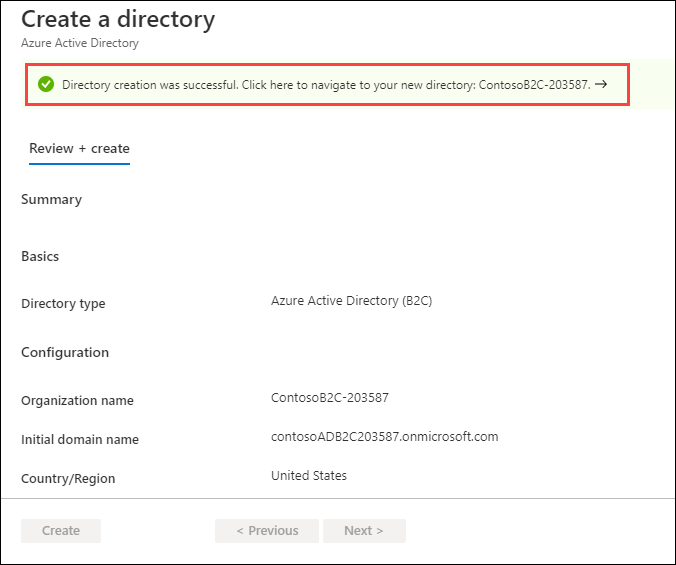 Create a directory
Azure Active Directory
Directory creation was successful. Click here to navigate to your new directory: ContosoB2C-203587. →
Review + create
Summary
Basics
Directory type Azure Active Directory (B2C)
Configuration
Organization name ContosoB2C-203587
Initial domain name contosoADB2C203587.onmicrosoft.com
Country/Region United States
Create < Previous Next >